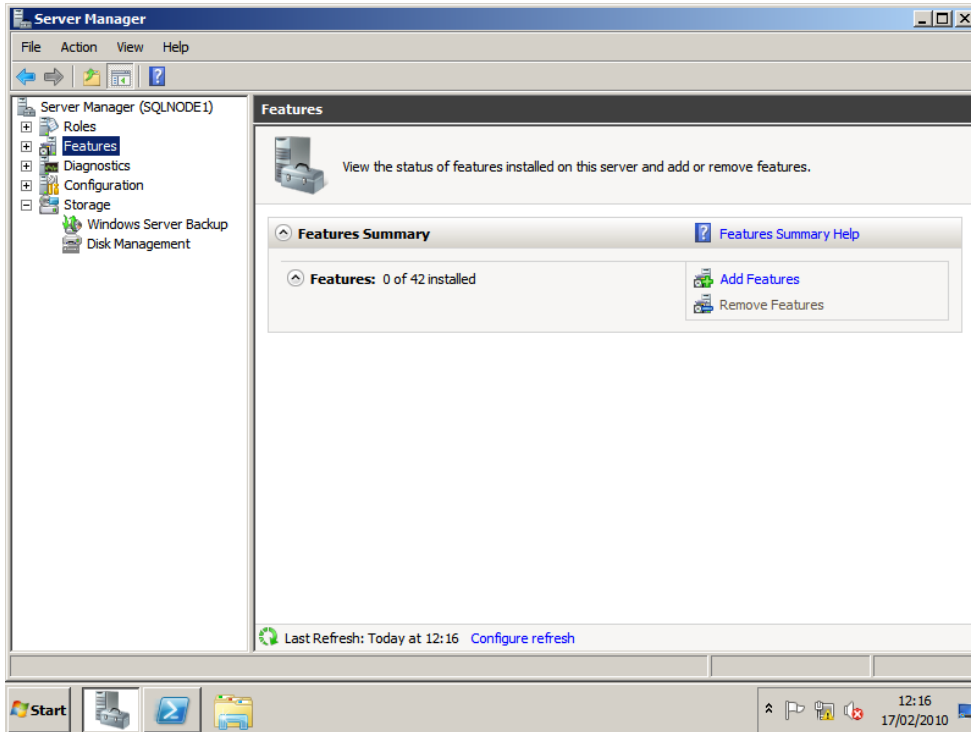 Server Manager
File Action View Help
Server Manager (SQLNODE1)
Roles
Features
Diagnostics
Configuration
Storage
Windows Server Backup
Disk Management
Features
View the status of features installed on this server and add or remove features.
Features Summary
Features Summary Help
Features: 0 of 42 installed
Add Features
Remove Features
Last Refresh: Today at 12:16 Configure refresh
Start
12:16
17/02/2010